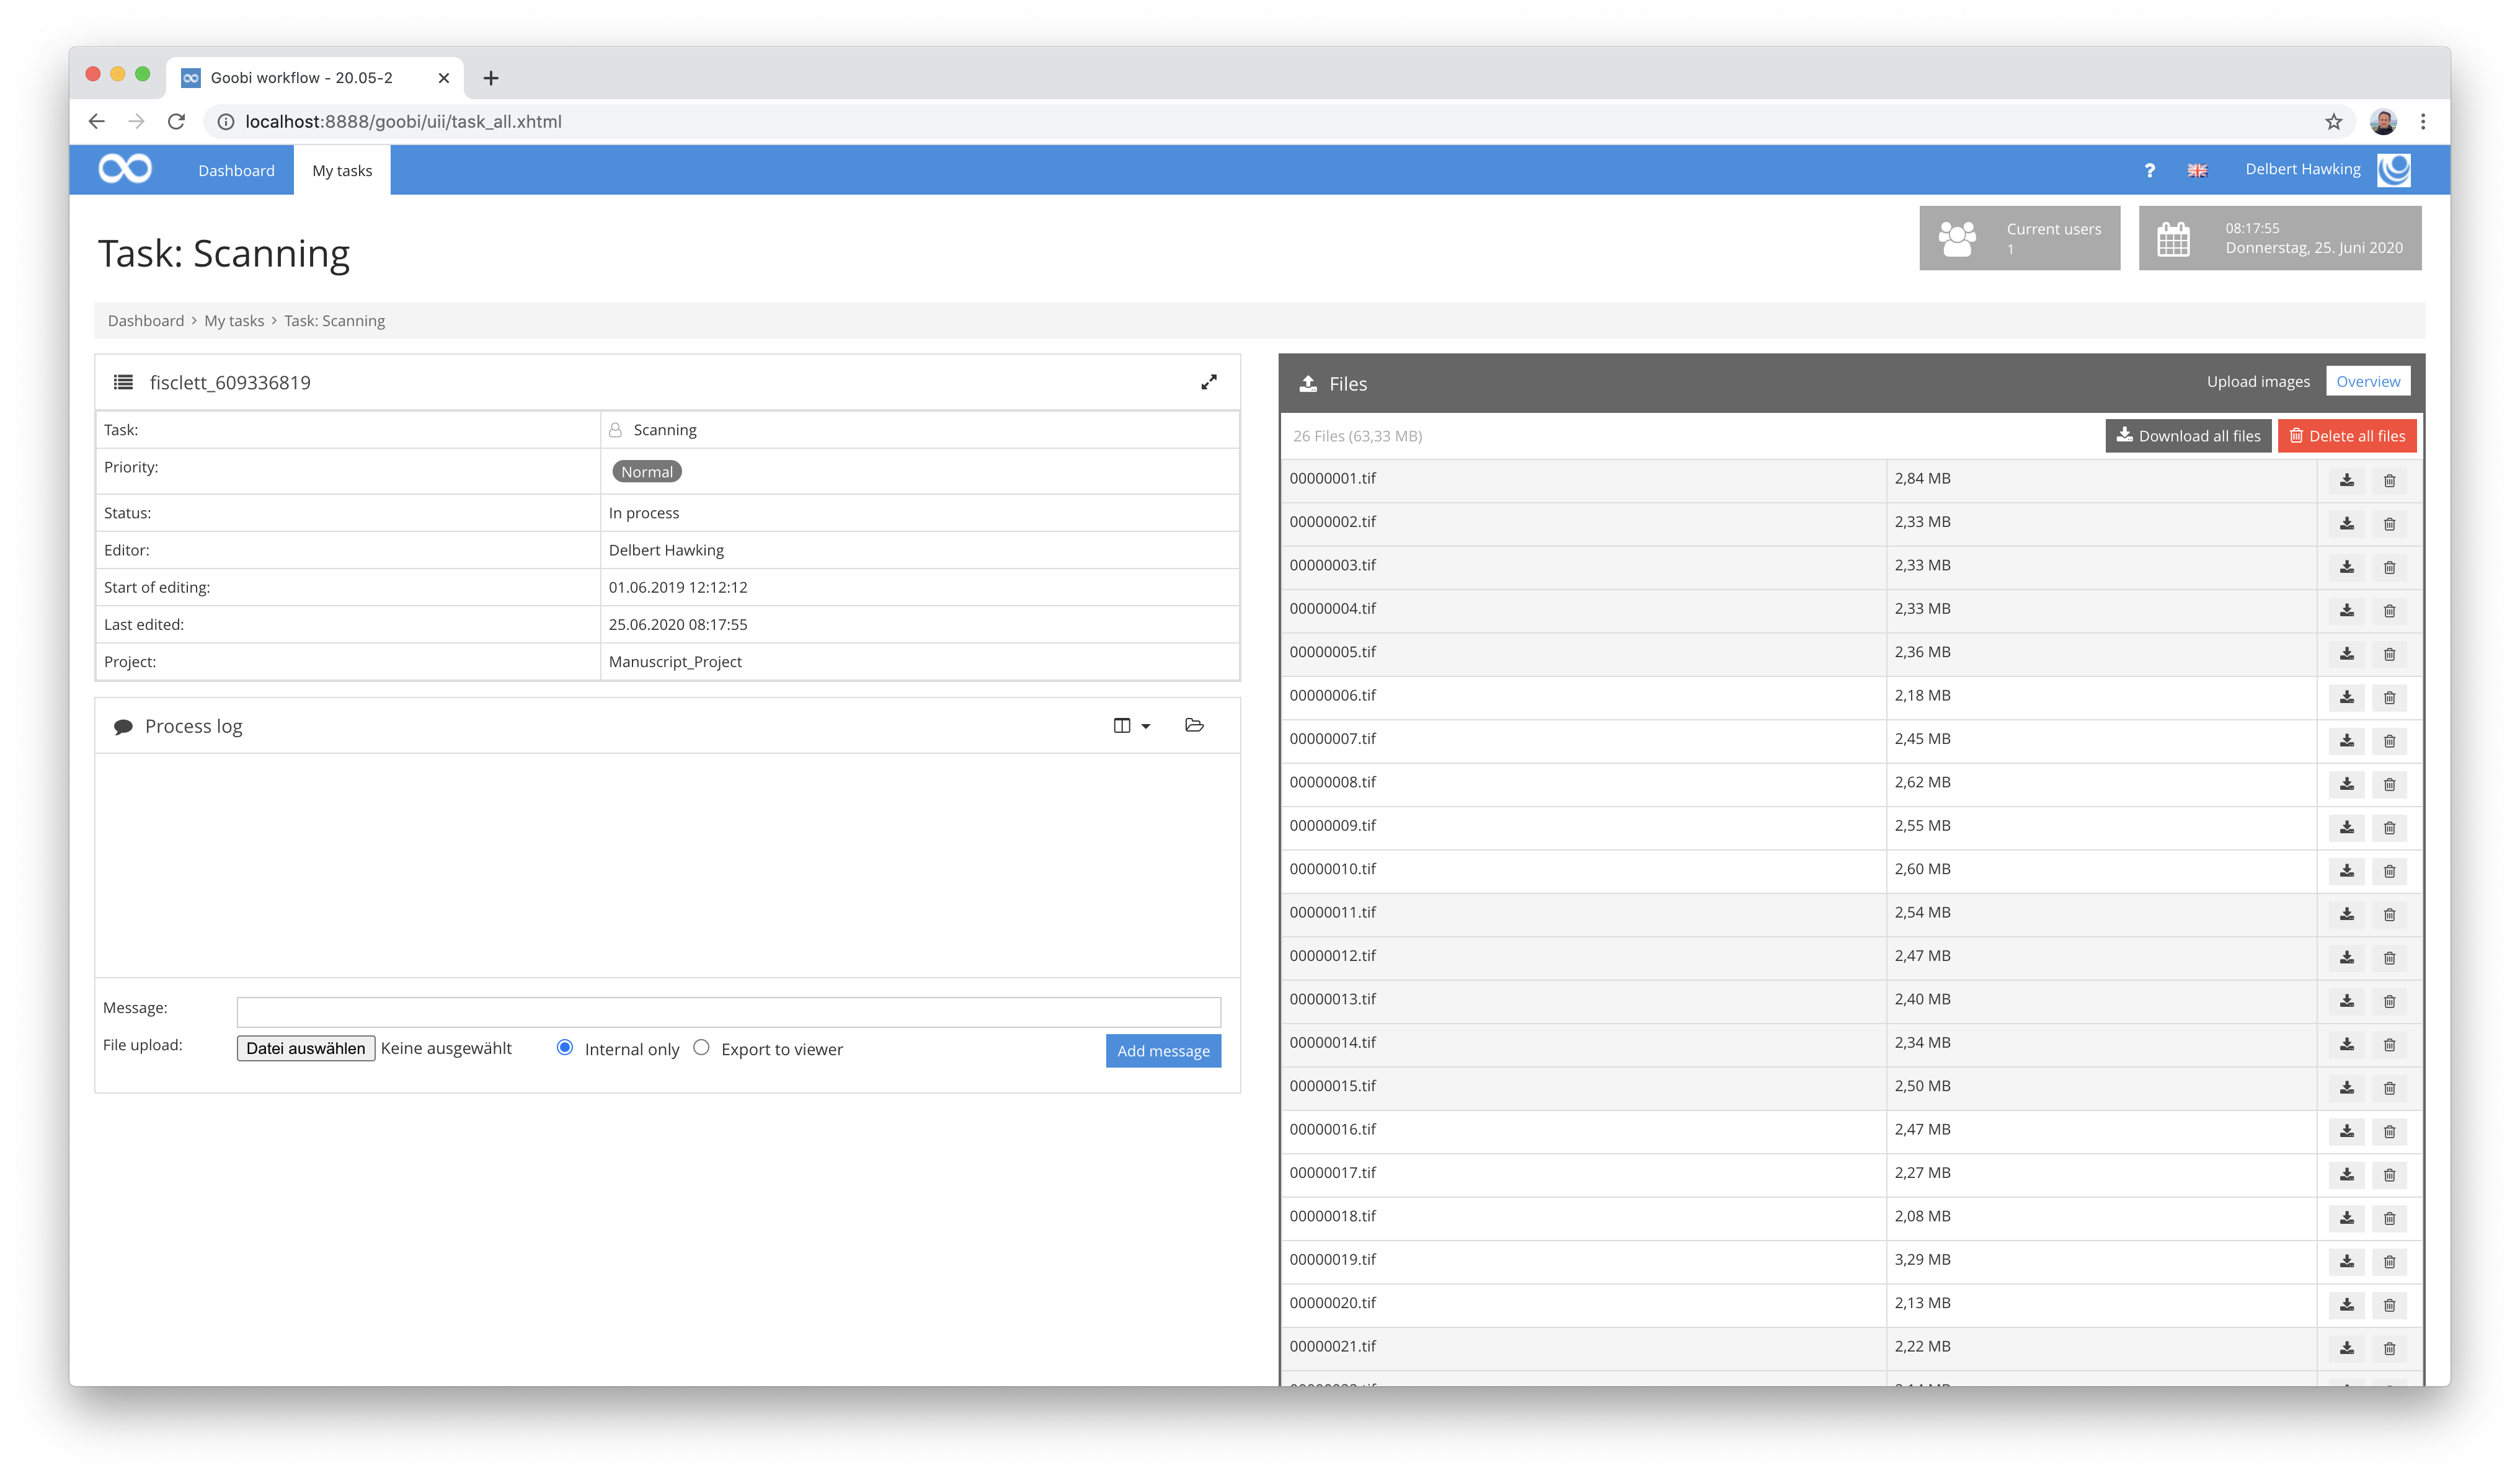 Goobi workflow - 20.05-2
localhost:8888/goobi/uii/task_all.xhtml
Dashboard My tasks ? Delbert Hawking
Task: Scanning
Current users
1
08:17:55
Donnerstag, 25. Juni 2020
Dashboard > My tasks > Task: Scanning
fisclett_609336819
Task: Scanning
Priority: Normal
Status: In process
Editor: Delbert Hawking
Start of editing: 01.06.2019 12:12:12
Last edited: 25.06.2020 08:17:55
Project: Manuscript_Project
Process log
Message:
File upload: Datei auswählen Keine ausgewählt Internal only Export to viewer Add message
Files Upload images Overview
26 Files (63,33 MB) Download all files Delete all files
00000001.tif 2,84 MB
00000002.tif 2,33 MB
00000003.tif 2,33 MB
00000004.tif 2,33 MB
00000005.tif 2,36 MB
00000006.tif 2,18 MB
00000007.tif 2,45 MB
00000008.tif 2,62 MB
00000009.tif 2,55 MB
00000010.tif 2,60 MB
00000011.tif 2,54 MB
00000012.tif 2,47 MB
00000013.tif 2,40 MB
00000014.tif 2,34 MB
00000015.tif 2,50 MB
00000016.tif 2,47 MB
00000017.tif 2,27 MB
00000018.tif 2,08 MB
00000019.tif 3,29 MB
00000020.tif 2,13 MB
00000021.tif 2,22 MB